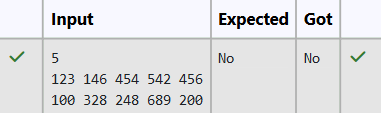 Input Expected Got
5 No No
123 146 454 542 456
100 328 248 689 200